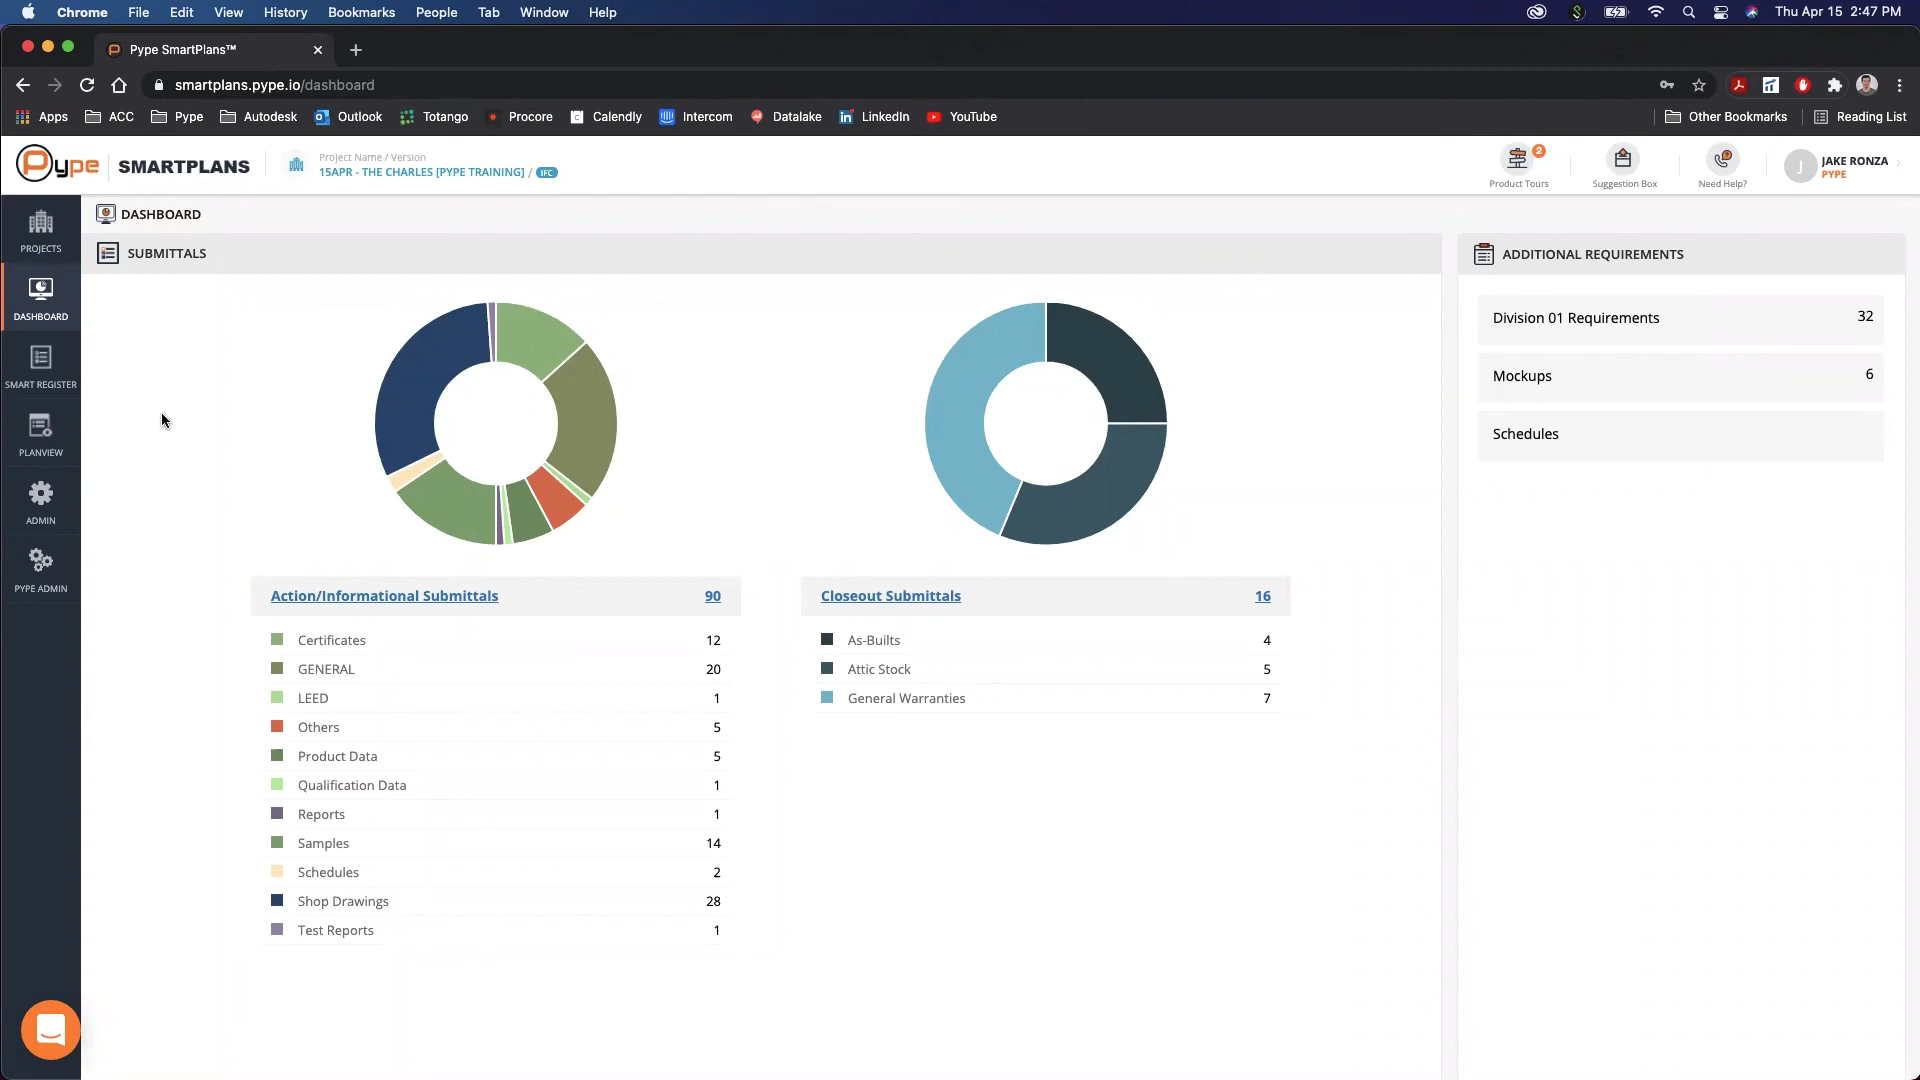 Chrome File Edit View History Bookmarks People Tab Window Help Thu Apr 15 2:47 PM
Pype SmartPlans™
smartplans.pype.io/dashboard
Apps ACC Pype Autodesk Outlook Totango Procore Calendly Intercom Datalake LinkedIn YouTube Other Bookmarks Reading List
Pype SMARTPLANS
Project Name / Version
15APR - THE CHARLES [PYPE TRAINING] / IFC
2
Product Tours
Suggestion Box
Need Help?
J
JAKE RONZA
PYPE
PROJECTS
DASHBOARD
SMART REGISTER
PLANVIEW
ADMIN
PYPE ADMIN
DASHBOARD
SUBMITTALS
Action/Informational Submittals 90
Certificates 12
GENERAL 20
LEED 1
Others 5
Product Data 5
Qualification Data 1
Reports 1
Samples 14
Schedules 2
Shop Drawings 28
Test Reports 1
Closeout Submittals 16
As-Builts 4
Attic Stock 5
General Warranties 7
ADDITIONAL REQUIREMENTS
Division 01 Requirements 32
Mockups 6
Schedules